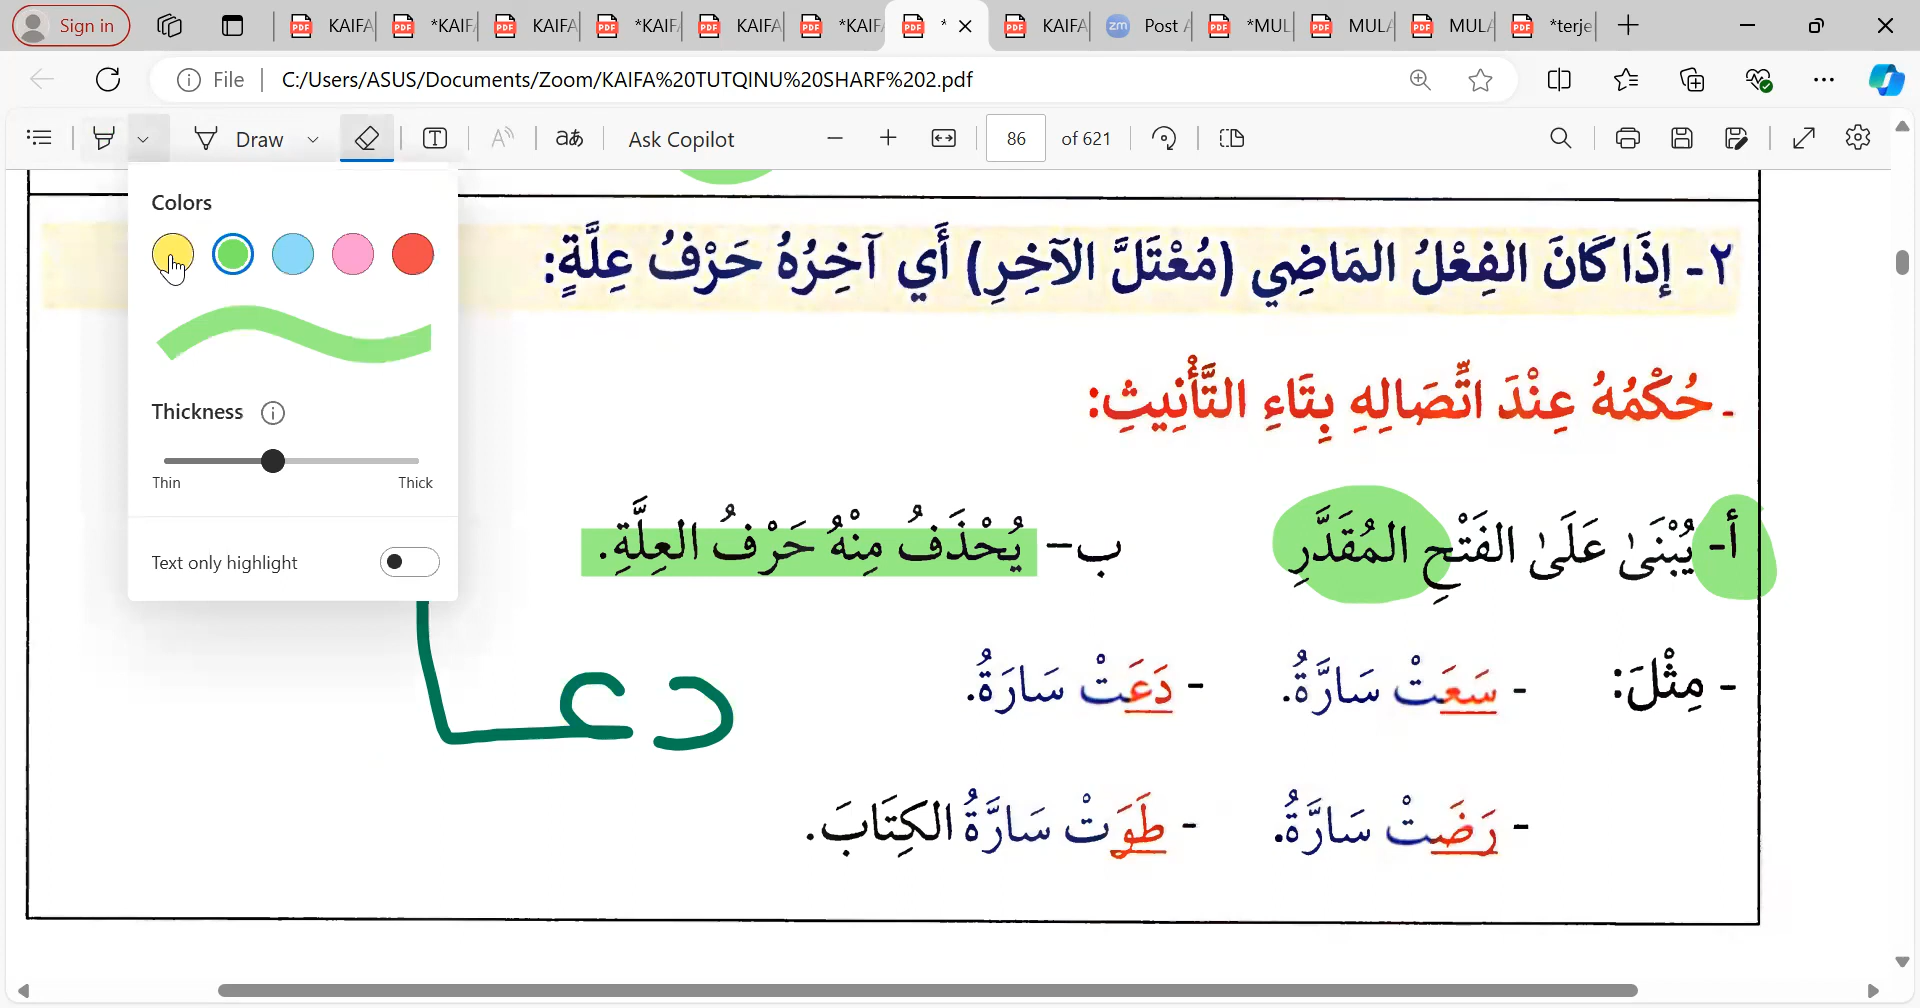 Sign in
KAIFA
*KAIF
KAIFA
*KAIF
KAIFA
*KAIF
*
KAIFA
Post A
*MUL
MUL
MUL
*terje
File
C:/Users/ASUS/Documents/Zoom/KAIFA%20TUTQINU%20SHARF%202.pdf
Draw
Ask Copilot
86 of 621
Colors
Thickness
Thin Thick
Text only highlight
٢- إِذَا كَانَ الفِعْلُ المَاضِي (مُعْتَلَّ الآخِرِ) أَي آخِرُهُ حَرْفُ عِلَّةٍ:
- حُكْمُهُ عِنْدَ اتِّصَالِهِ بِتَاءِ التَّأْنِيثِ:
أ- يُبْنَىٰ عَلَىٰ الفَتْحِ المُقَدَّرِ ب- يُحْذَفُ مِنْهُ حَرْفُ العِلَّةِ.
- مِثْلَ: - سَعَتْ سَارَّةُ. - دَعَتْ سَارَةُ.
دعا
- رَضَتْ سَارَّةُ. - طَوَتْ سَارَّةُ الكِتَابَ.